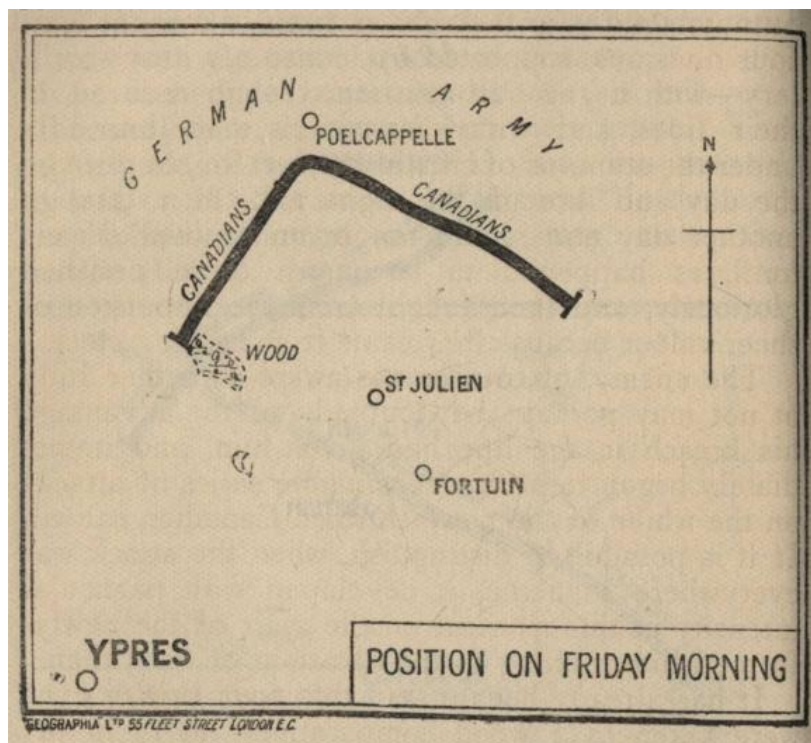 GERMAN ARMY
POELCAPPELLE
N
CANADIANS
CANADIANS
WOOD
ST JULIEN
FORTUIN
YPRES
POSITION ON FRIDAY MORNING
GEOGRAPHIA LTD 55 FLEET STREET LONDON E.C.